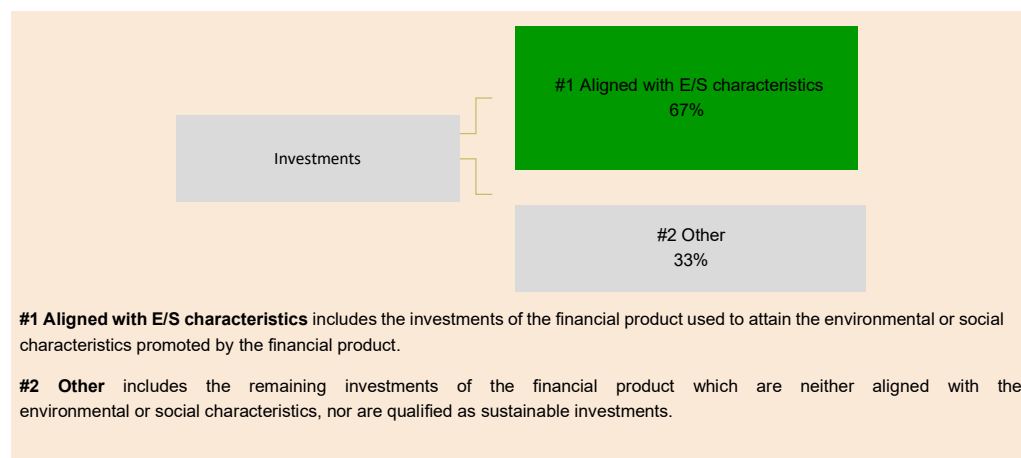 #1 Aligned with E/S characteristics
67%
Investments
#2 Other
33%
#1 Aligned with E/S characteristics includes the investments of the financial product used to attain the environmental or social
characteristics promoted by the financial product.
#2 Other includes the remaining investments of the financial product which are neither aligned with the
environmental or social characteristics, nor are qualified as sustainable investments.